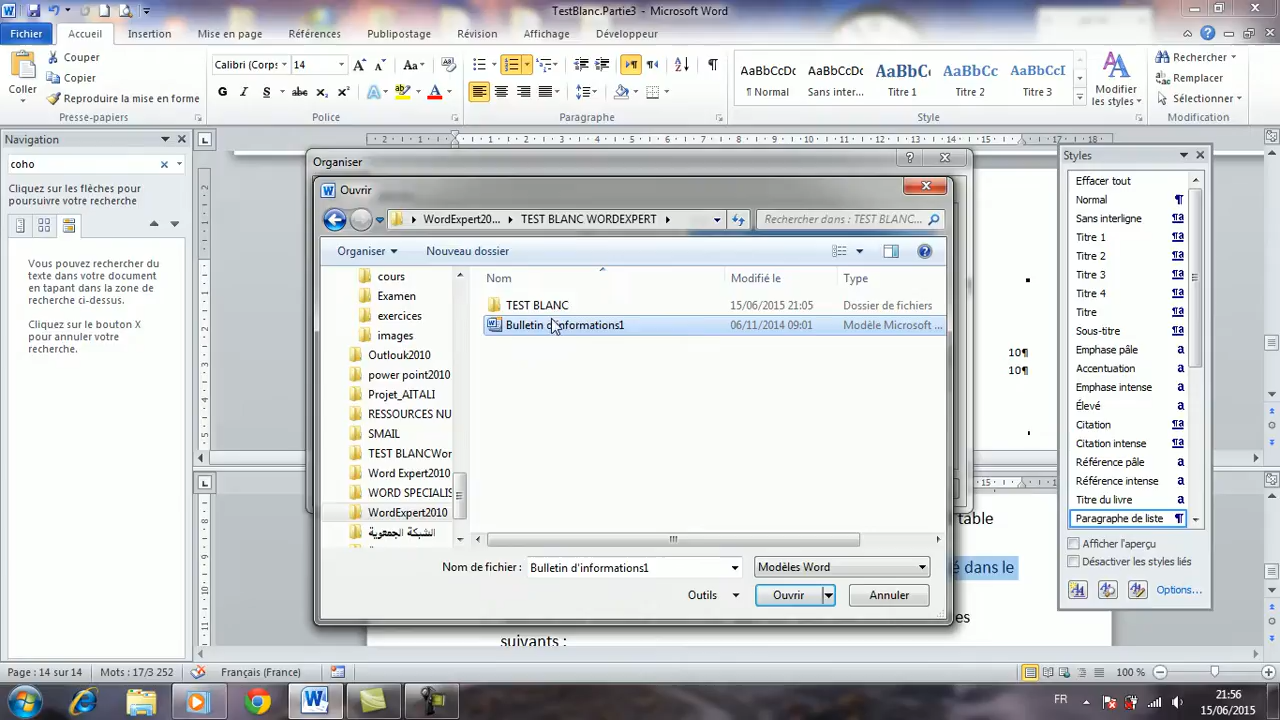 TestBlanc.Partie3 - Microsoft Word
Fichier Accueil Insertion Mise en page Références Publipostage Révision Affichage Développeur
Coller
Couper
Copier
Reproduire la mise en forme
Presse-papiers
Calibri (Corps 14
Police
Paragraphe
AaBbCcDc AaBbCcDc AaBbCc AaBbCc AaBbCcI
¶ Normal Sans inter... Titre 1 Titre 2 Titre 3
Modifier
les styles
Style
Rechercher
Remplacer
Sélectionner
Modification
Navigation
coho
Cliquez sur les flèches pour
poursuivre votre recherche
Vous pouvez rechercher du
texte dans votre document
en tapant dans la zone de
recherche ci-dessus.
Cliquez sur le bouton X
pour annuler votre
recherche.
Organiser
Ouvrir
WordExpert20... TEST BLANC WORDEXPERT
Rechercher dans : TEST BLANC...
Organiser Nouveau dossier
cours
Examen
exercices
images
Outlouk2010
power point2010
Projet_AITALI
RESSOURCES NU
SMAIL
TEST BLANCWor
Word Expert2010
WORD SPECIALIS
WordExpert2010
الشبكة الجمعوية
Nom Modifié le Type
TEST BLANC 15/06/2015 21:05 Dossier de fichiers
Bulletin d'informations1 06/11/2014 09:01 Modèle Microsoft ...
Nom de fichier : Bulletin d'informations1 Modèles Word
Outils Ouvrir Annuler
10¶
10¶
table
é dans le
es
suivants :
Styles
Effacer tout
Normal
Sans interligne
Titre 1
Titre 2
Titre 3
Titre 4
Titre
Sous-titre
Emphase pâle
Accentuation
Emphase intense
Élevé
Citation
Citation intense
Référence pâle
Référence intense
Titre du livre
Paragraphe de liste
Afficher l'aperçu
Désactiver les styles liés
Options...
Page : 14 sur 14 Mots : 17/3 252 Français (France) 100 %
FR
21:56
15/06/2015